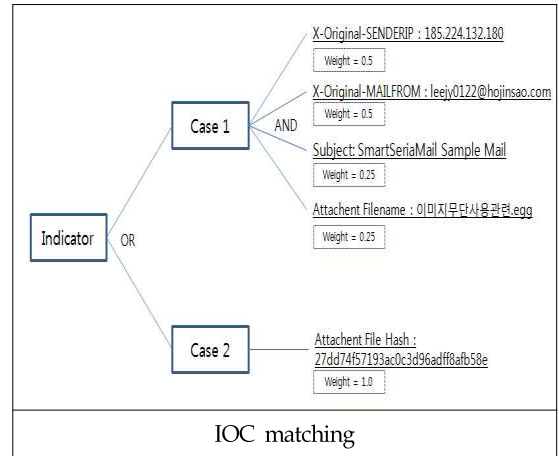 X-Original-SENDERIP : 185.224.132.180
Weight = 0.5
X-Original-MAILFROM : leejy0122@hojinsao.com
Weight = 0.5
Case 1
AND
Subject: SmartSeriaMail Sample Mail
Weight = 0.25
Attachent Filename : 이미지무단사용관련.egg
Weight = 0.25
Indicator
OR
Case 2
Attachent File Hash :
27dd74f57193ac0c3d96adff8afb58e
Weight = 1.0
IOC matching